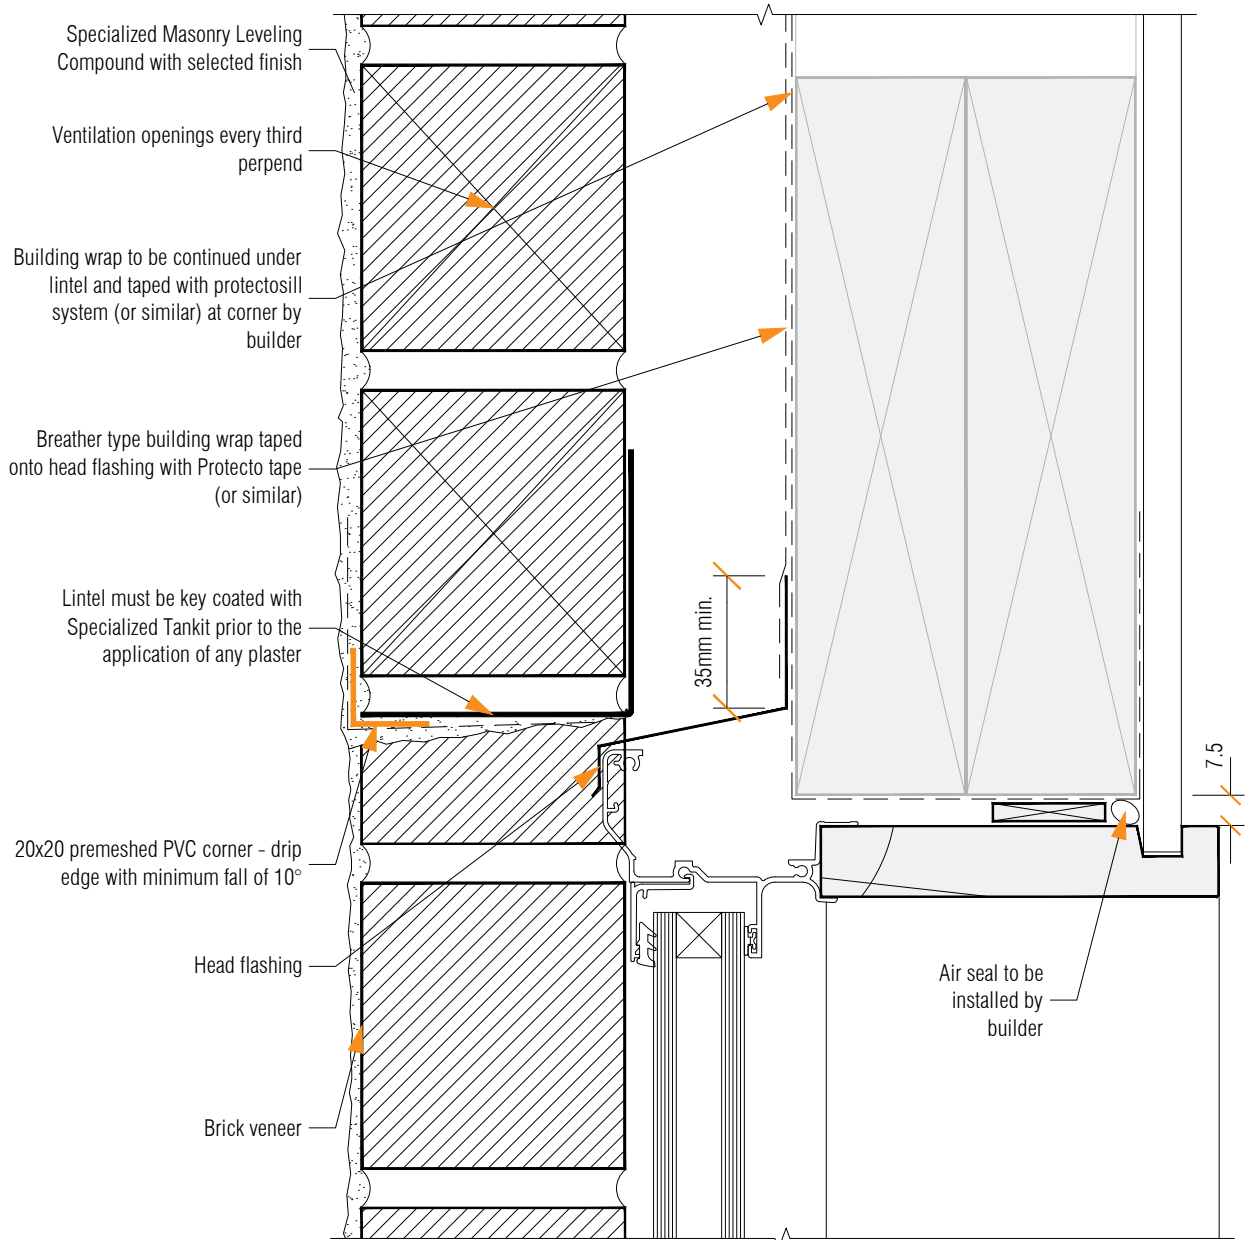 Specialized Masonry Leveling
Compound with selected finish
Ventilation openings every third
perpend
Building wrap to be continued under
lintel and taped with protectosill
system (or similar) at corner by
builder
Breather type building wrap taped
onto head flashing with Protecto tape
(or similar)
Lintel must be key coated with
Specialized Tankit prior to the
application of any plaster
35mm min.
7.5
20x20 premeshed PVC corner - drip
edge with minimum fall of 10°
Head flashing
Air seal to be
installed by
builder
Brick veneer